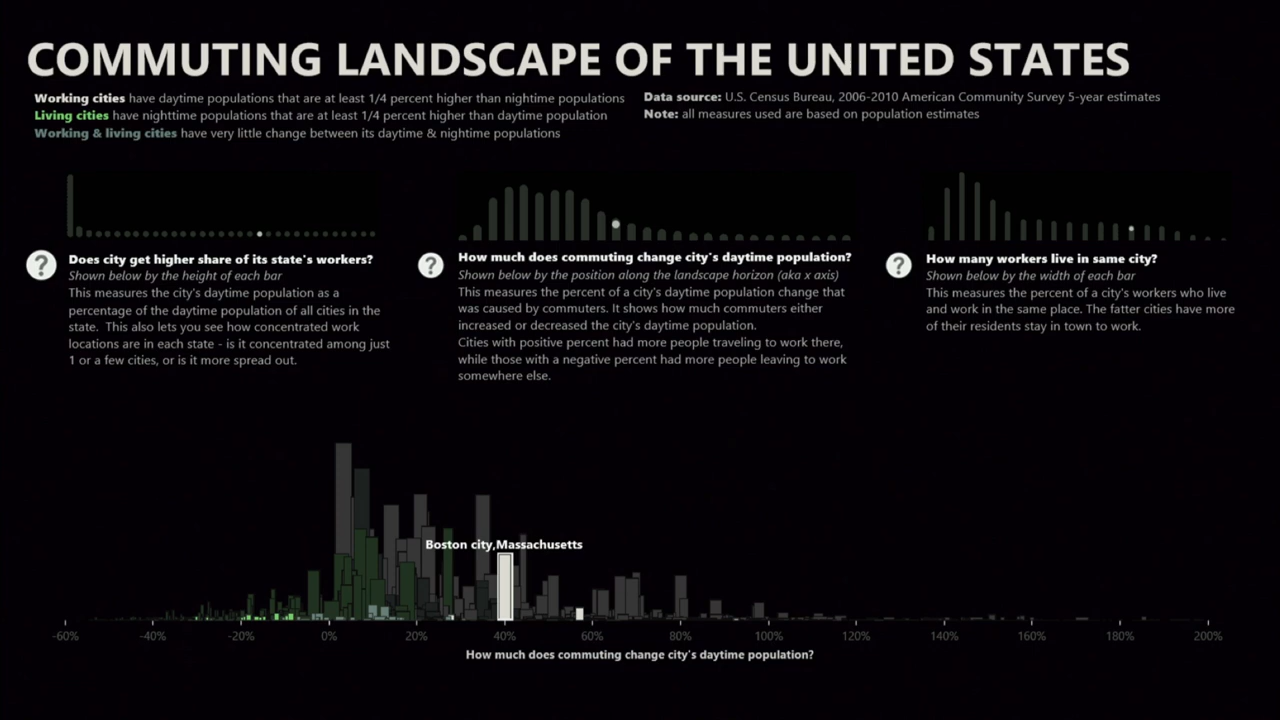 COMMUTING LANDSCAPE OF THE UNITED STATES
Working cities have daytime populations that are at least 1/4 percent higher than nightime populations
Living cities have nighttime populations that are at least 1/4 percent higher than daytime population
Working & living cities have very little change between its daytime & nightime populations
Data source: U.S. Census Bureau, 2006-2010 American Community Survey 5-year estimates
Note: all measures used are based on population estimates
?
Does city get higher share of its state's workers?
Shown below by the height of each bar
This measures the city's daytime population as a
percentage of the daytime population of all cities in the
state. This also lets you see how concentrated work
locations are in each state - is it concentrated among just
1 or a few cities, or is it more spread out.
?
How much does commuting change city's daytime population?
Shown below by the position along the landscape horizon (aka x axis)
This measures the percent of a city's daytime population change that
was caused by commuters. It shows how much commuters either
increased or decreased the city's daytime population.
Cities with positive percent had more people traveling to work there,
while those with a negative percent had more people leaving to work
somewhere else.
?
How many workers live in same city?
Shown below by the width of each bar
This measures the percent of a city's workers who live
and work in the same place. The fatter cities have more
of their residents stay in town to work.
Boston city,Massachusetts
-60% -40% -20% 0% 20% 40% 60% 80% 100% 120% 140% 160% 180% 200%
How much does commuting change city's daytime population?